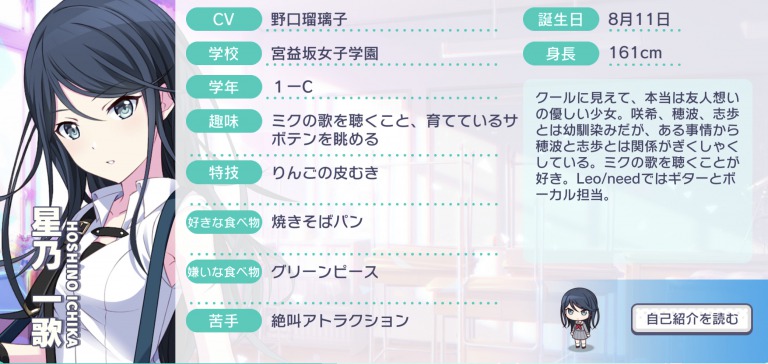 CV 野口瑠璃子
学校 宮益坂女子学園
学年 1－C
趣味 ミクの歌を聴くこと、育てているサ
ボテンを眺める
特技 りんごの皮むき
好きな食べ物 焼きそばパン
嫌いな食べ物 グリーンピース
苦手 絶叫アトラクション
誕生日 8月11日
身長 161cm
クールに見えて、本当は友人想い
の優しい少女。咲希、穂波、志歩
とは幼馴染みだが、ある事情から
穂波と志歩とは関係がぎくしゃく
している。ミクの歌を聴くことが
好き。Leo/needではギターとボ
ーカル担当。
星乃 一歌
HOSHINO ICHIKA
自己紹介を読む